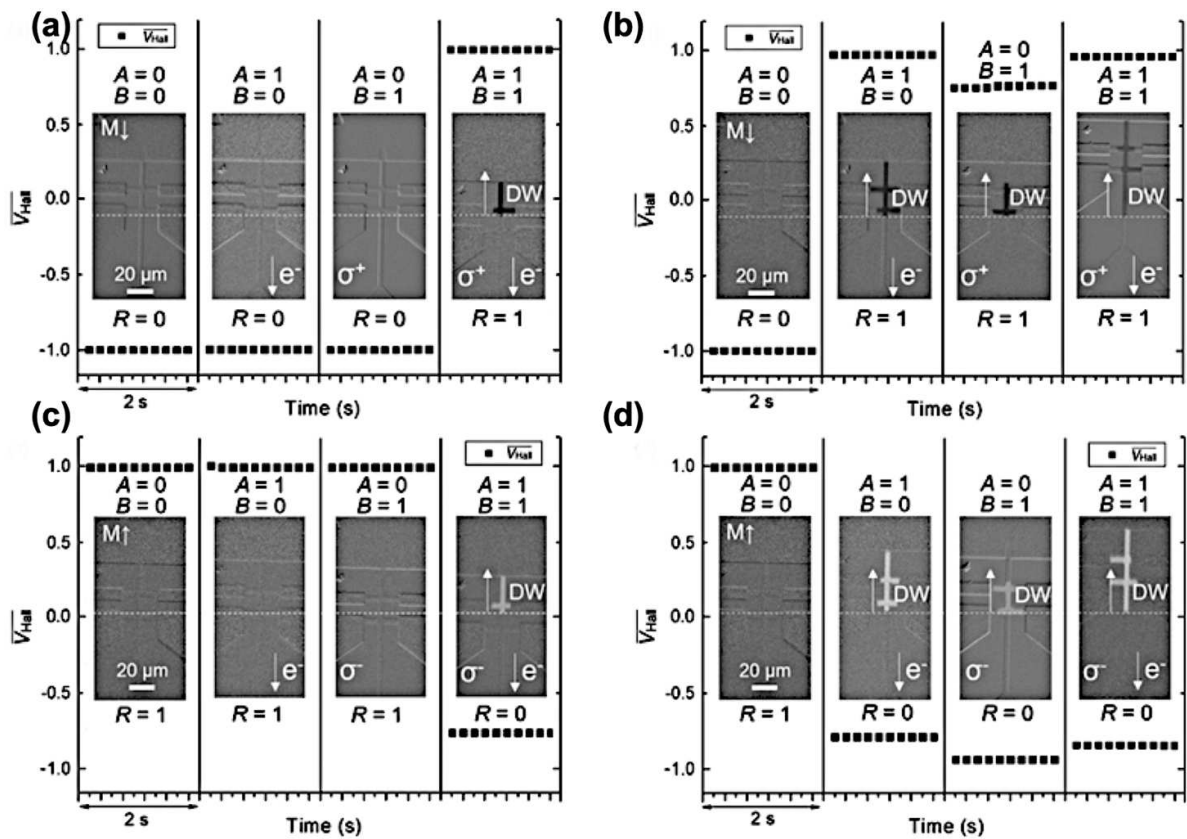 (a)
V̅Hall
1.0
0.5
0.0
-0.5
-1.0
V̅Hall
A = 0
B = 0
A = 1
B = 0
A = 0
B = 1
A = 1
B = 1
M↓
DW
20 µm
e-
σ+
σ+
e-
R = 0
R = 0
R = 0
R = 1
2 s
Time (s)
(b)
V̅Hall
1.0
0.5
0.0
-0.5
-1.0
V̅Hall
A = 0
B = 0
A = 1
B = 0
A = 0
B = 1
A = 1
B = 1
M↓
DW
DW
DW
20 µm
e-
σ+
σ+
e-
R = 0
R = 1
R = 1
R = 1
2 s
Time (s)
(c)
V̅Hall
1.0
0.5
0.0
-0.5
-1.0
V̅Hall
A = 0
B = 0
A = 1
B = 0
A = 0
B = 1
A = 1
B = 1
M↑
DW
20 µm
e-
σ-
σ-
e-
R = 1
R = 1
R = 1
R = 0
2 s
Time (s)
(d)
V̅Hall
1.0
0.5
0.0
-0.5
-1.0
V̅Hall
A = 0
B = 0
A = 1
B = 0
A = 0
B = 1
A = 1
B = 1
M↑
DW
DW
DW
20 µm
e-
σ-
σ-
e-
R = 1
R = 0
R = 0
R = 0
2 s
Time (s)